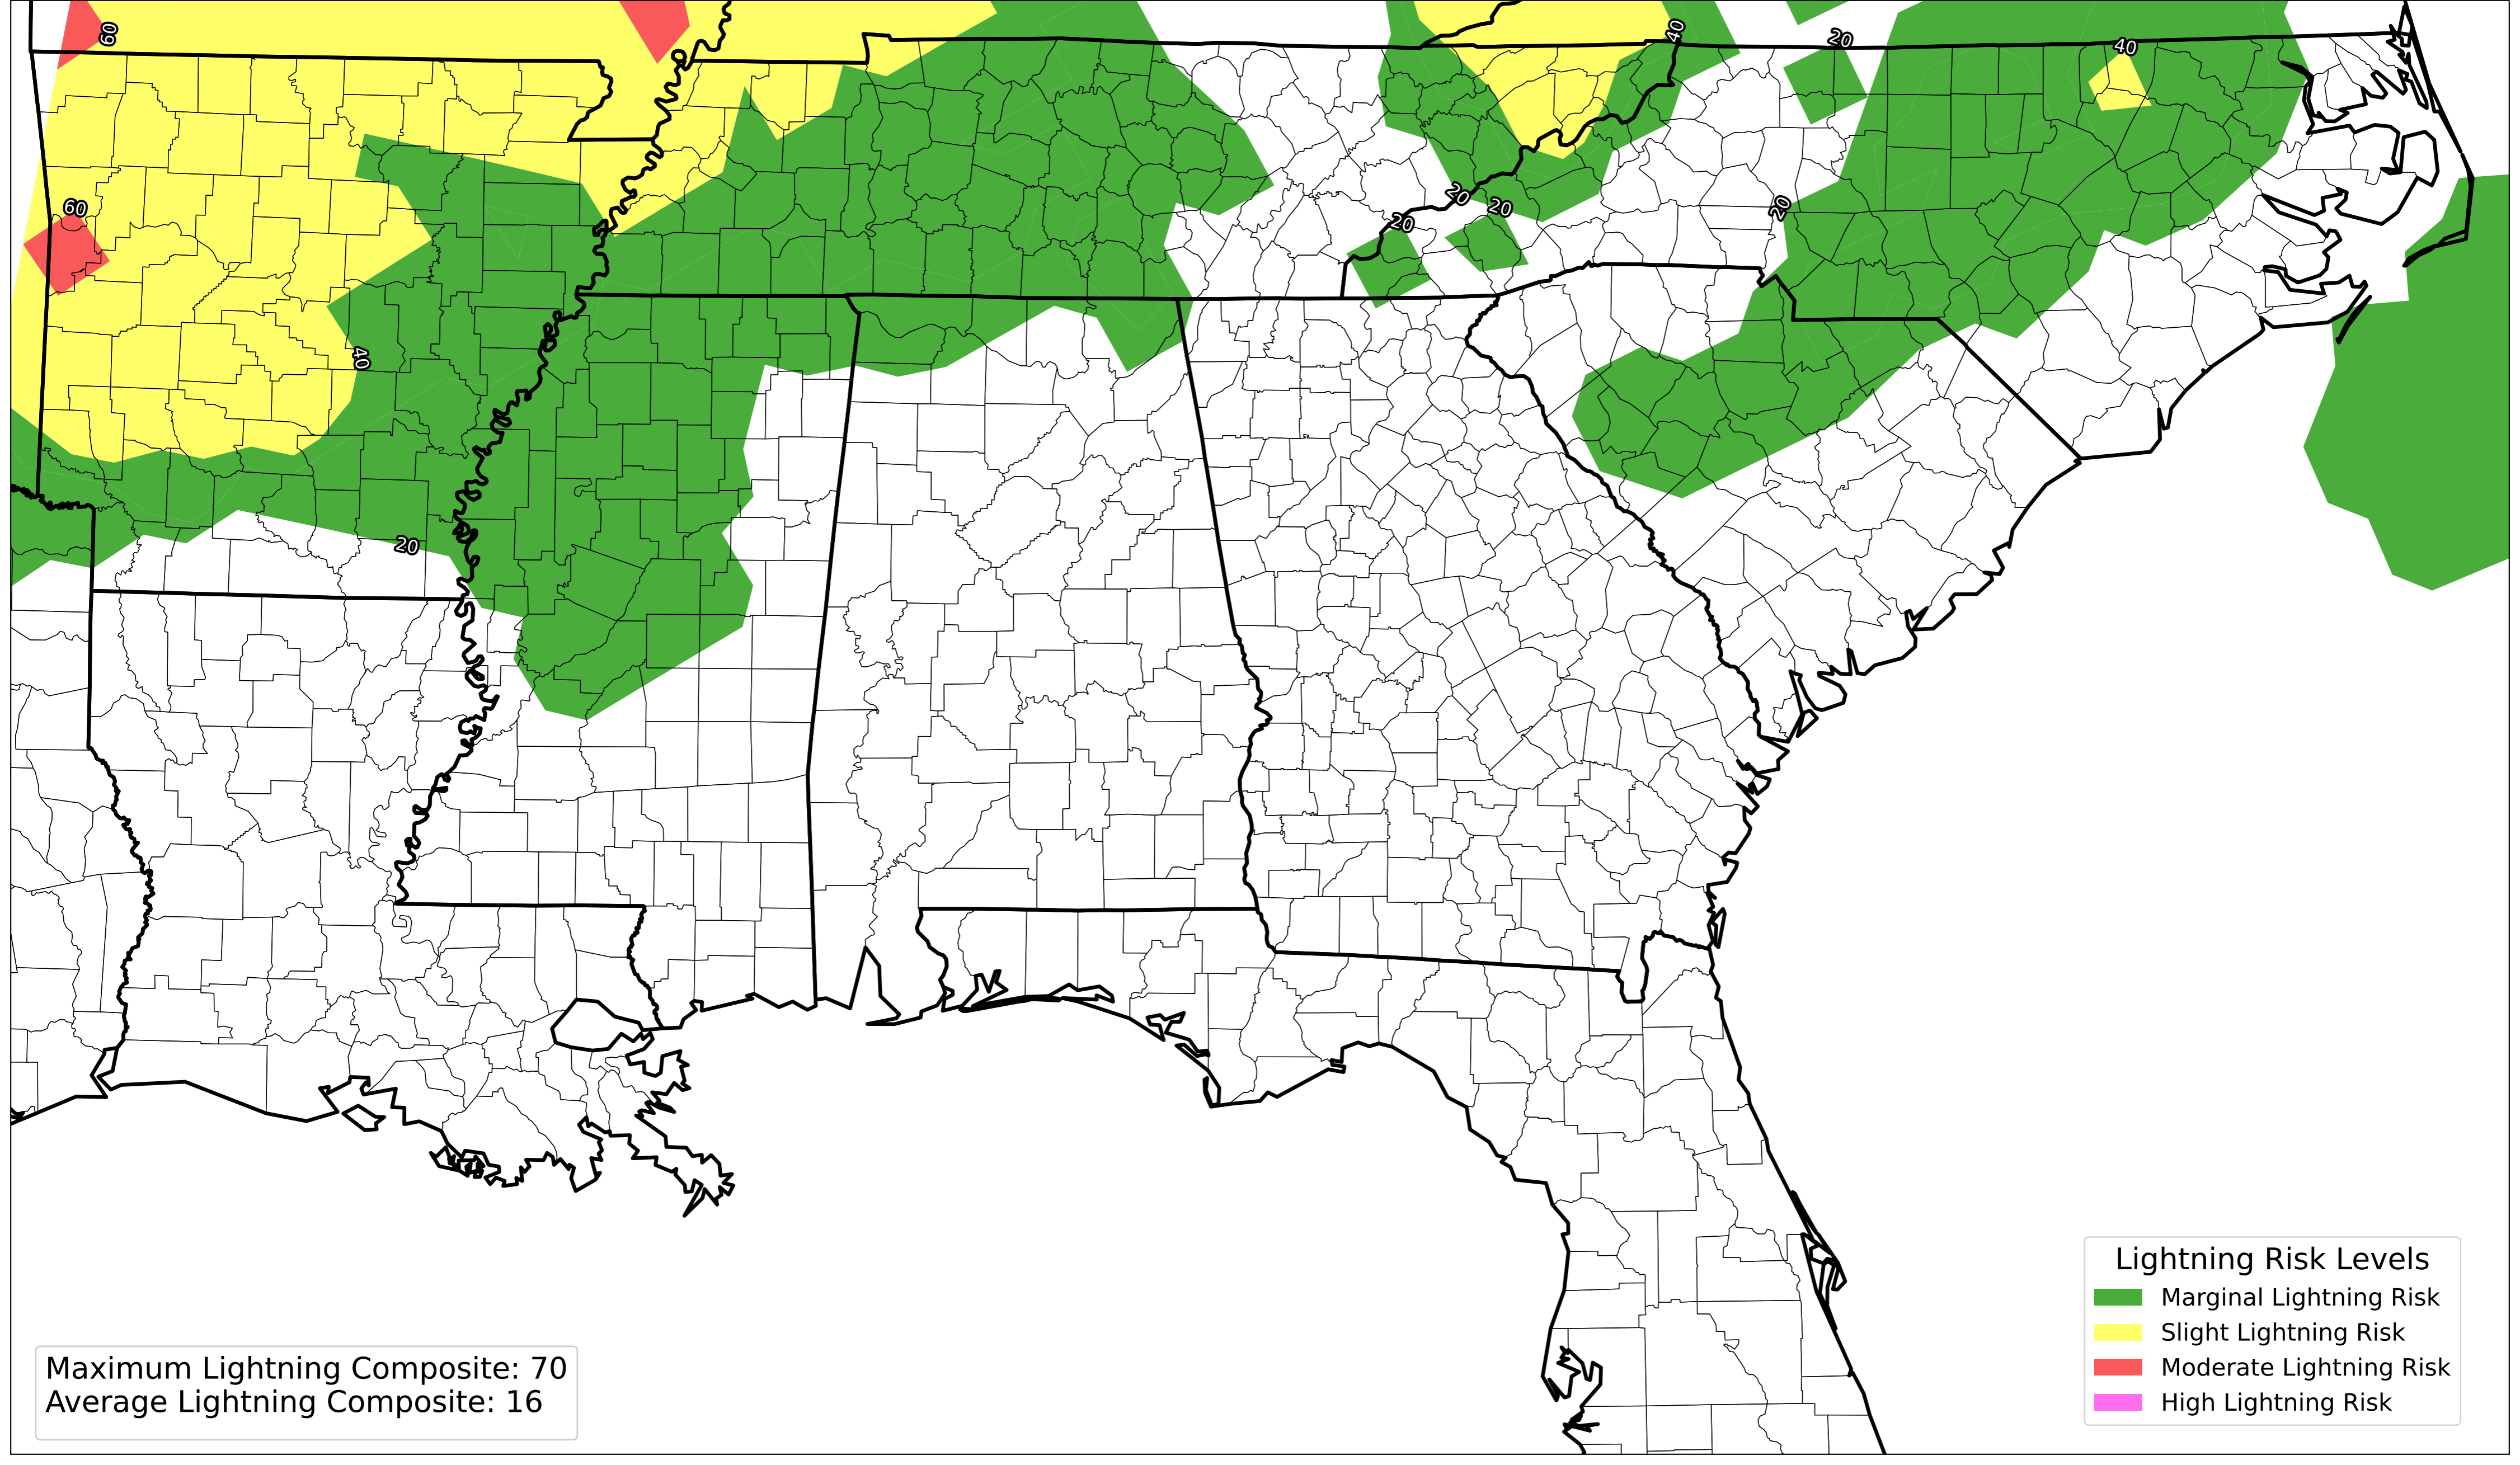 60
40
20
40
60
20
20
20
20
40
20
Lightning Risk Levels
Marginal Lightning Risk
Slight Lightning Risk
Moderate Lightning Risk
High Lightning Risk
Maximum Lightning Composite: 70
Average Lightning Composite: 16